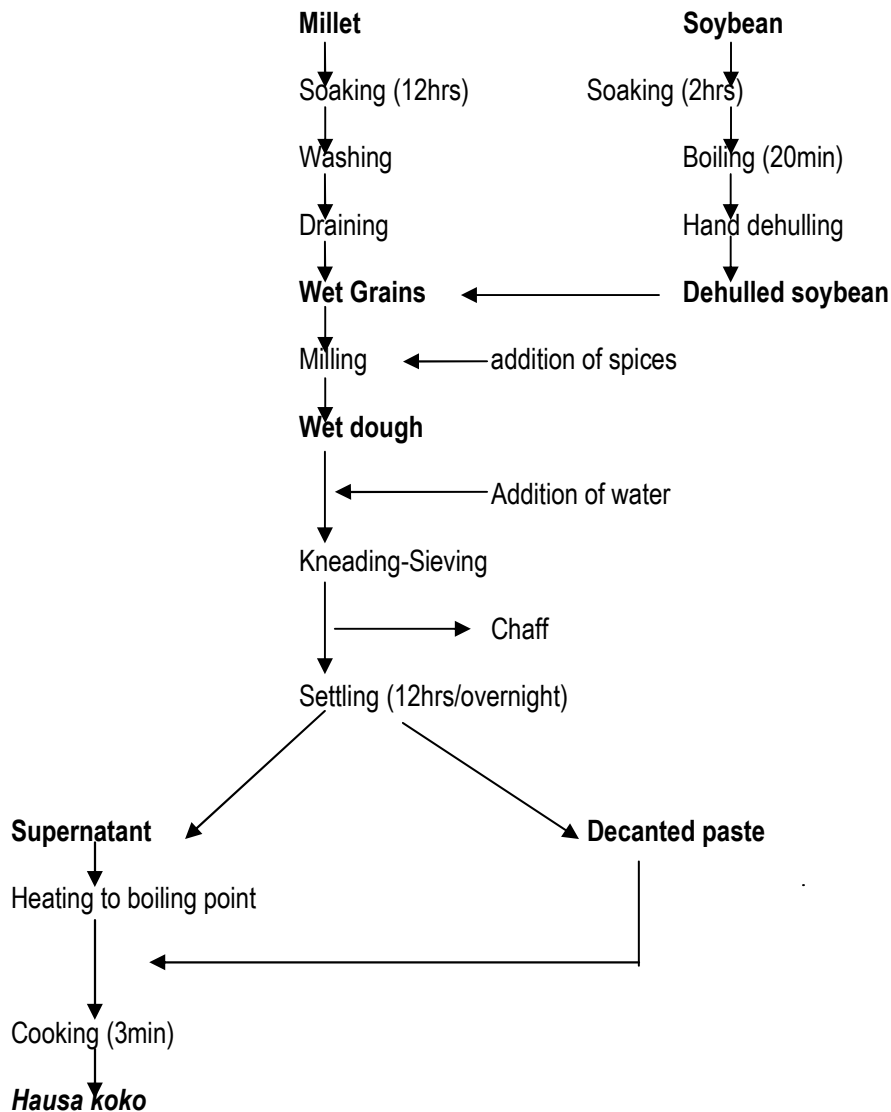 Millet Soybean
Soaking (12hrs) Soaking (2hrs)
Washing Boiling (20min)
Draining Hand dehulling
Wet Grains Dehulled soybean
Milling addition of spices
Wet dough
Addition of water
Kneading-Sieving
Chaff
Settling (12hrs/overnight)
Supernatant Decanted paste
Heating to boiling point
Cooking (3min)
Hausa koko